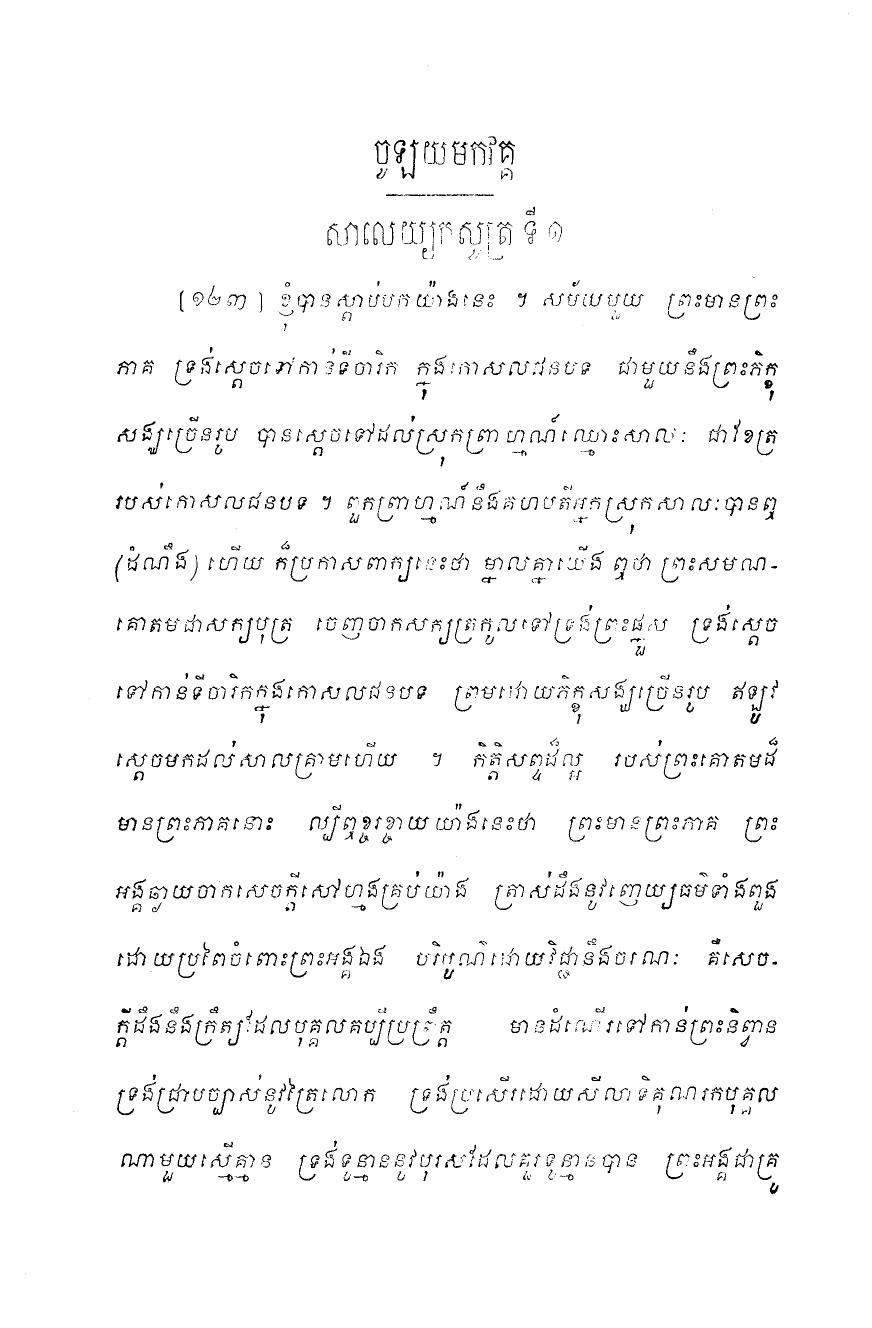 ចូឡយមកវគ្គ
សាលេយ្យកសូត្រ ទី ១
[១៤៣] ខ្ញុំបានស្តាប់មកយ៉ាងនេះ ។ សម័យមួយ ព្រះមានព្រះ
ភាគ ទ្រង់ស្តេចទៅកាន់ទីចារិក ក្នុងកោសលជនបទ ជាមួយនឹងព្រះភិក្ខុ
សង្ឃច្រើនរូប បានស្តេចទៅដល់ស្រុកព្រាហ្មណ៍ឈ្មោះសាលៈ ជាខែត្រ
របស់កោសលជនបទ ។ ពួកព្រាហ្មណ៍នឹងគហបតីអ្នកស្រុកសាលៈបានឮ
(ដំណឹង) ហើយ ក៏ប្រកាសពាក្យនេះថា ម្នាលគ្នាយើង ឮថា ព្រះសមណ-
គោតមជាសក្យបុត្រ ចេញចាកសក្យត្រកូលទៅទ្រង់ព្រះផ្នួស ទ្រង់ស្តេច
ទៅកាន់ទីចារិកក្នុងកោសលជនបទ ព្រមដោយភិក្ខុសង្ឃច្រើនរូប ឥឡូវ
ស្តេចមកដល់សាលគ្រាមហើយ ។ កិត្តិសព្ទដ៏ល្អ របស់ព្រះគោតមដ៏
មានព្រះភាគនោះ ល្បីឮខ្ចរខ្ចាយយ៉ាងនេះថា ព្រះមានព្រះភាគ ព្រះ
អង្គឆ្ងាយចាកសេចក្តីសៅហ្មងគ្រប់យ៉ាង ត្រាស់ដឹងនូវញេយ្យធម៌ទាំងពួង
ដោយប្រពៃចំពោះព្រះអង្គឯង បរិបូណ៌ដោយវិជ្ជានឹងចរណៈ គឺសេច-
ក្តីដឹងនឹងក្រឹត្យដែលបុគ្គលគប្បីប្រព្រឹត្ត មានដំណើរទៅកាន់ព្រះនិព្វាន
ទ្រង់ជ្រាបច្បាស់នូវត្រៃលោក ទ្រង់ប្រសើរដោយសីលាទិគុណរកបុគ្គល
ណាមួយស្មើគ្មាន ទ្រង់ទូន្មាននូវបុរសដែលគួរទូន្មានបាន ព្រះអង្គជាគ្រូ